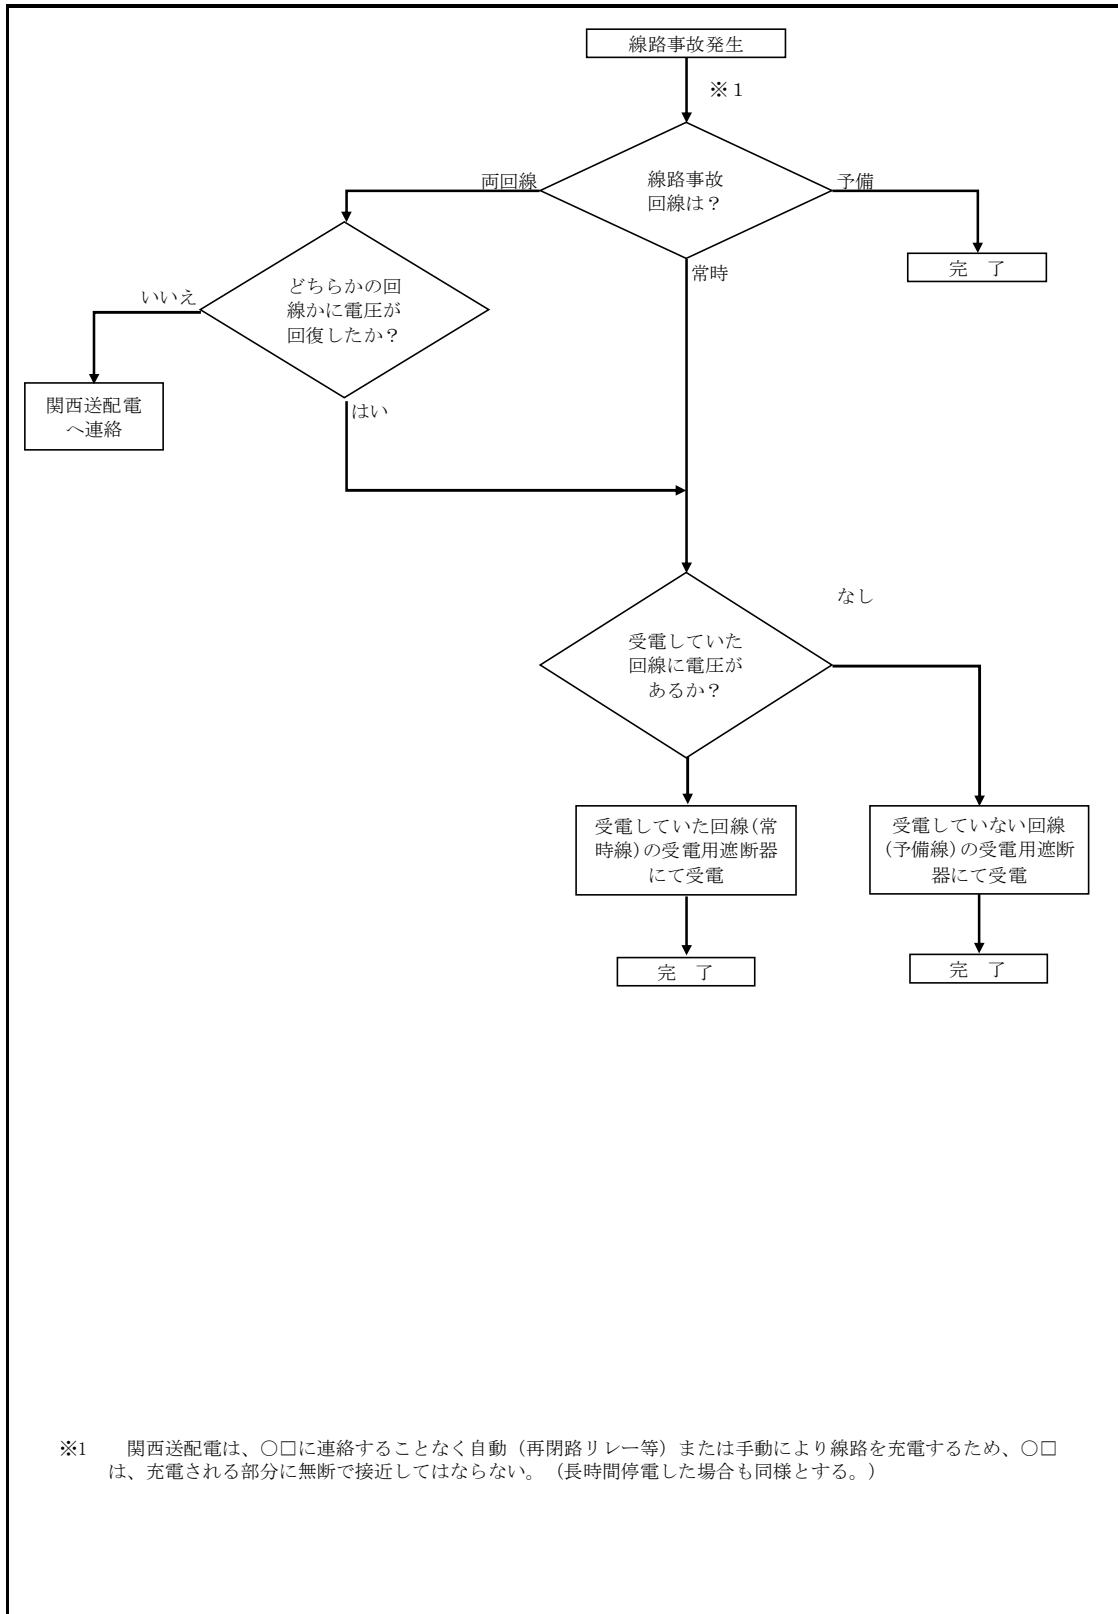 線路事故発生
※1
線路事故
回線は？
両回線
予備
完　了
常時
どちらかの回
線かに電圧が
回復したか？
いいえ
関西送配電
へ連絡
はい
なし
受電していた
回線に電圧が
あるか？
受電していた回線(常
時線)の受電用遮断器
にて受電
受電していない回線
(予備線)の受電用遮断
器にて受電
完　了
完　了
※1　　関西送配電は、○□に連絡することなく自動（再閉路リレー等）または手動により線路を充電するため、○□
は、充電される部分に無断で接近してはならない。（長時間停電した場合も同様とする。）